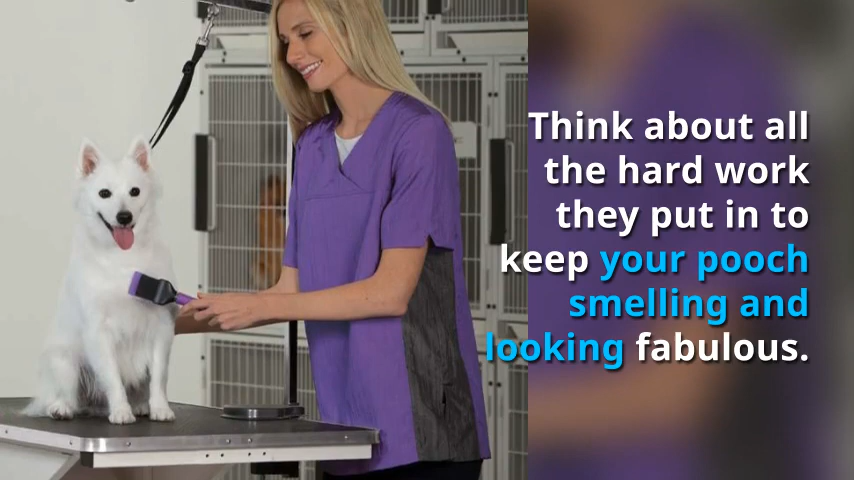 Think about all
the hard work
they put in to
keep your pooch
smelling and
looking fabulous.